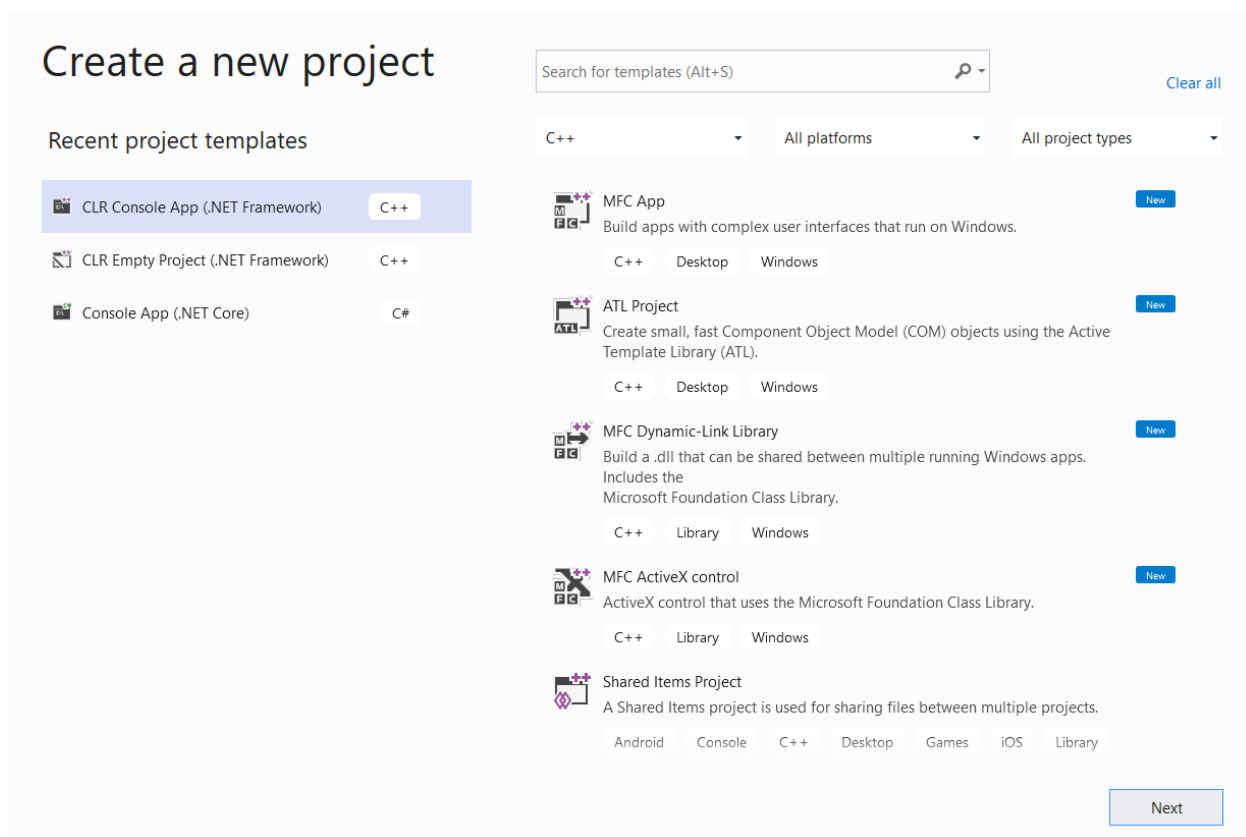 Create a new project
Search for templates (Alt+S)
Clear all
Recent project templates
C++
All platforms
All project types
CLR Console App (.NET Framework) C++
CLR Empty Project (.NET Framework) C++
Console App (.NET Core) C#
MFC App New
Build apps with complex user interfaces that run on Windows.
C++ Desktop Windows
ATL Project New
Create small, fast Component Object Model (COM) objects using the Active
Template Library (ATL).
C++ Desktop Windows
MFC Dynamic-Link Library New
Build a .dll that can be shared between multiple running Windows apps.
Includes the
Microsoft Foundation Class Library.
C++ Library Windows
MFC ActiveX control New
ActiveX control that uses the Microsoft Foundation Class Library.
C++ Library Windows
Shared Items Project
A Shared Items project is used for sharing files between multiple projects.
Android Console C++ Desktop Games iOS Library
Next